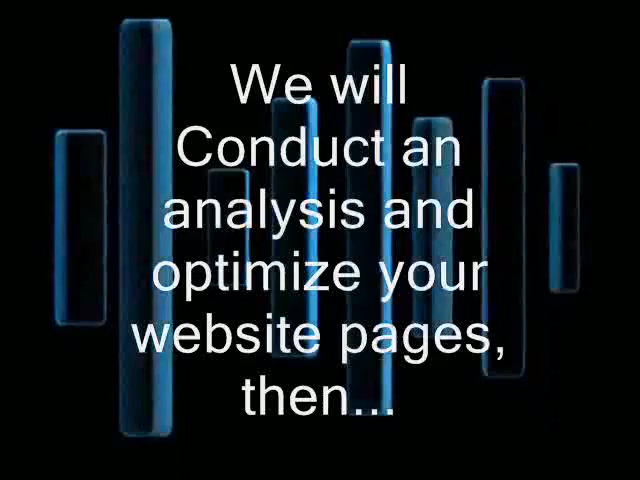 We will
Conduct an
analysis and
optimize your
website pages,
then...